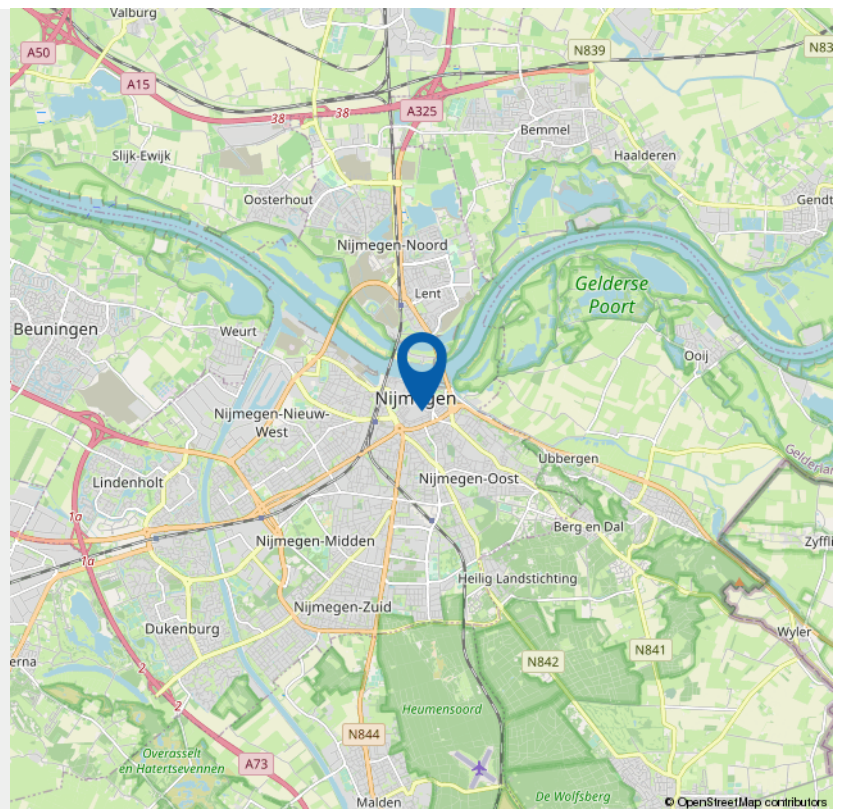 Valburg
A50
N839
N83
A15
38
38
A325
Bemmel
Slijk-Ewijk
Haalderen
Oosterhout
Gendt
Nijmegen-Noord
Lent
Gelderse
Poort
Beuningen
Weurt
Ooij
Nijmegen
Nijmegen-Nieuw-
West
Gelderlan
Ubbergen
Lindenholt
Nijmegen-Oost
1a
Berg en Dal
Zyffli
Nijmegen-Midden
1a
Heilig Landstichting
Nijmegen-Zuid
Dukenburg
Wyler
erna
2
N842
N841
2
Heumensoord
N844
Overasselt
en Hatertsevennen
A73
De Wolfsberg
Malden
© OpenStreetMap contributors